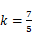 k = 7/5